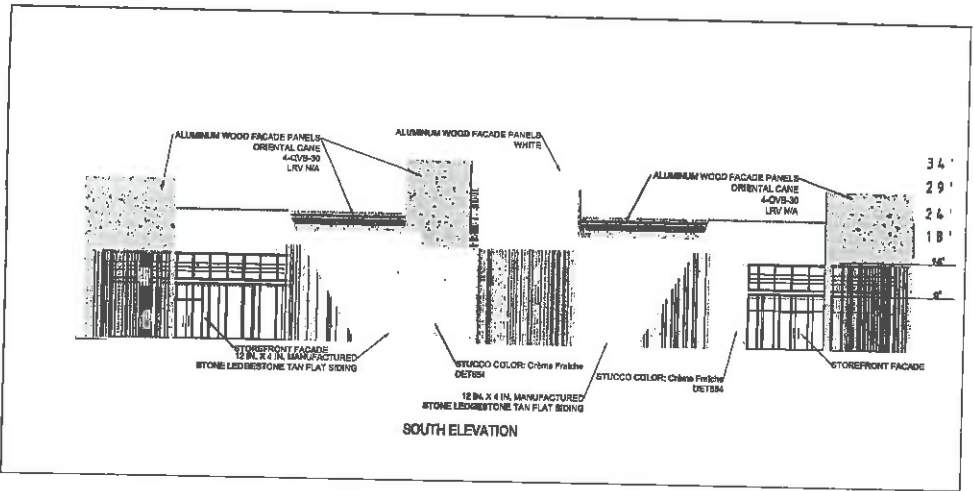 ALUMINUM WOOD FACADE PANELS
ORIENTAL CANE
4-QVB-30
LRV N/A
ALUMINUM WOOD FACADE PANELS
WHITE
ALUMINUM WOOD FACADE PANELS
ORIENTAL CANE
4-QVB-30
LRV N/A
34'
29'
24'
18'
9'
STOREFRONT FACADE
12 IN. X 4 IN. MANUFACTURED
STONE LEDGESTONE TAN FLAT SIDING
STUCCO COLOR: Crème Fraiche
DET654
12 IN. X 4 IN. MANUFACTURED
STONE LEDGESTONE TAN FLAT SIDING
STUCCO COLOR: Crème Fraiche
DET654
STOREFRONT FACADE
SOUTH ELEVATION